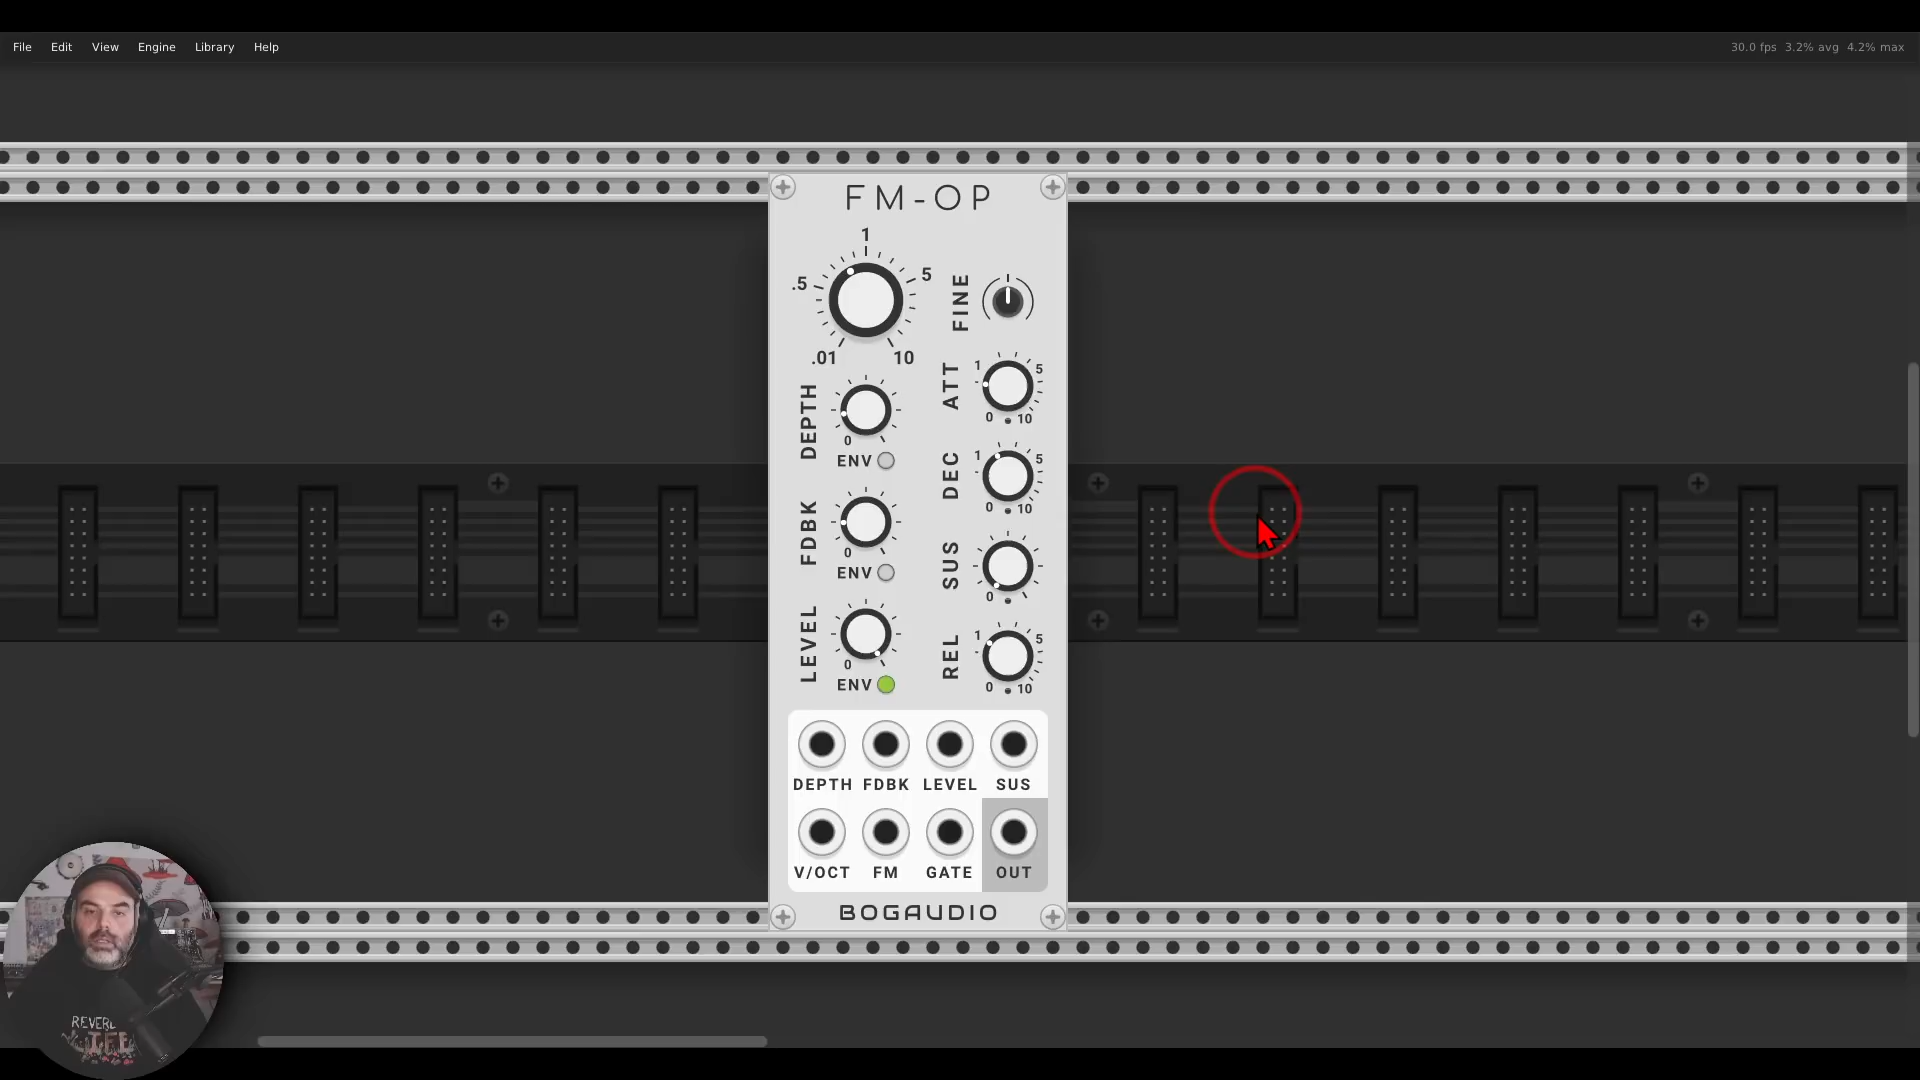 File Edit View Engine Library Help
30.0 fps 3.2% avg 4.2% max
FM-OP
1
.5
5
.01
10
FINE
DEPTH
0
ENV
ATT
1
5
0
10
FDBK
0
ENV
DEC
1
5
0
10
SUS
0
LEVEL
0
ENV
REL
1
5
0
10
DEPTH FDBK LEVEL SUS
V/OCT FM GATE OUT
BOGAUDIO
REVERB
LIFE